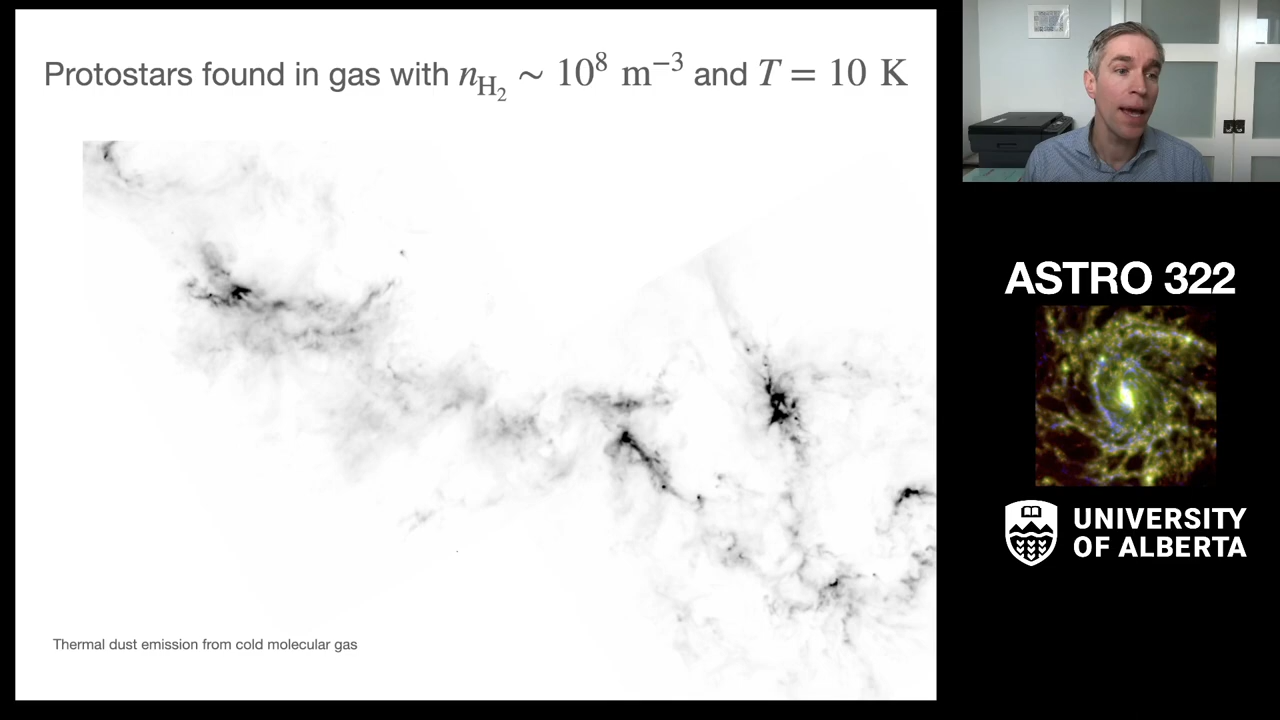 Protostars found in gas with n_H₂ ~ 10⁸ m⁻³ and T = 10 K
Thermal dust emission from cold molecular gas
ASTRO 322
UNIVERSITY
OF ALBERTA